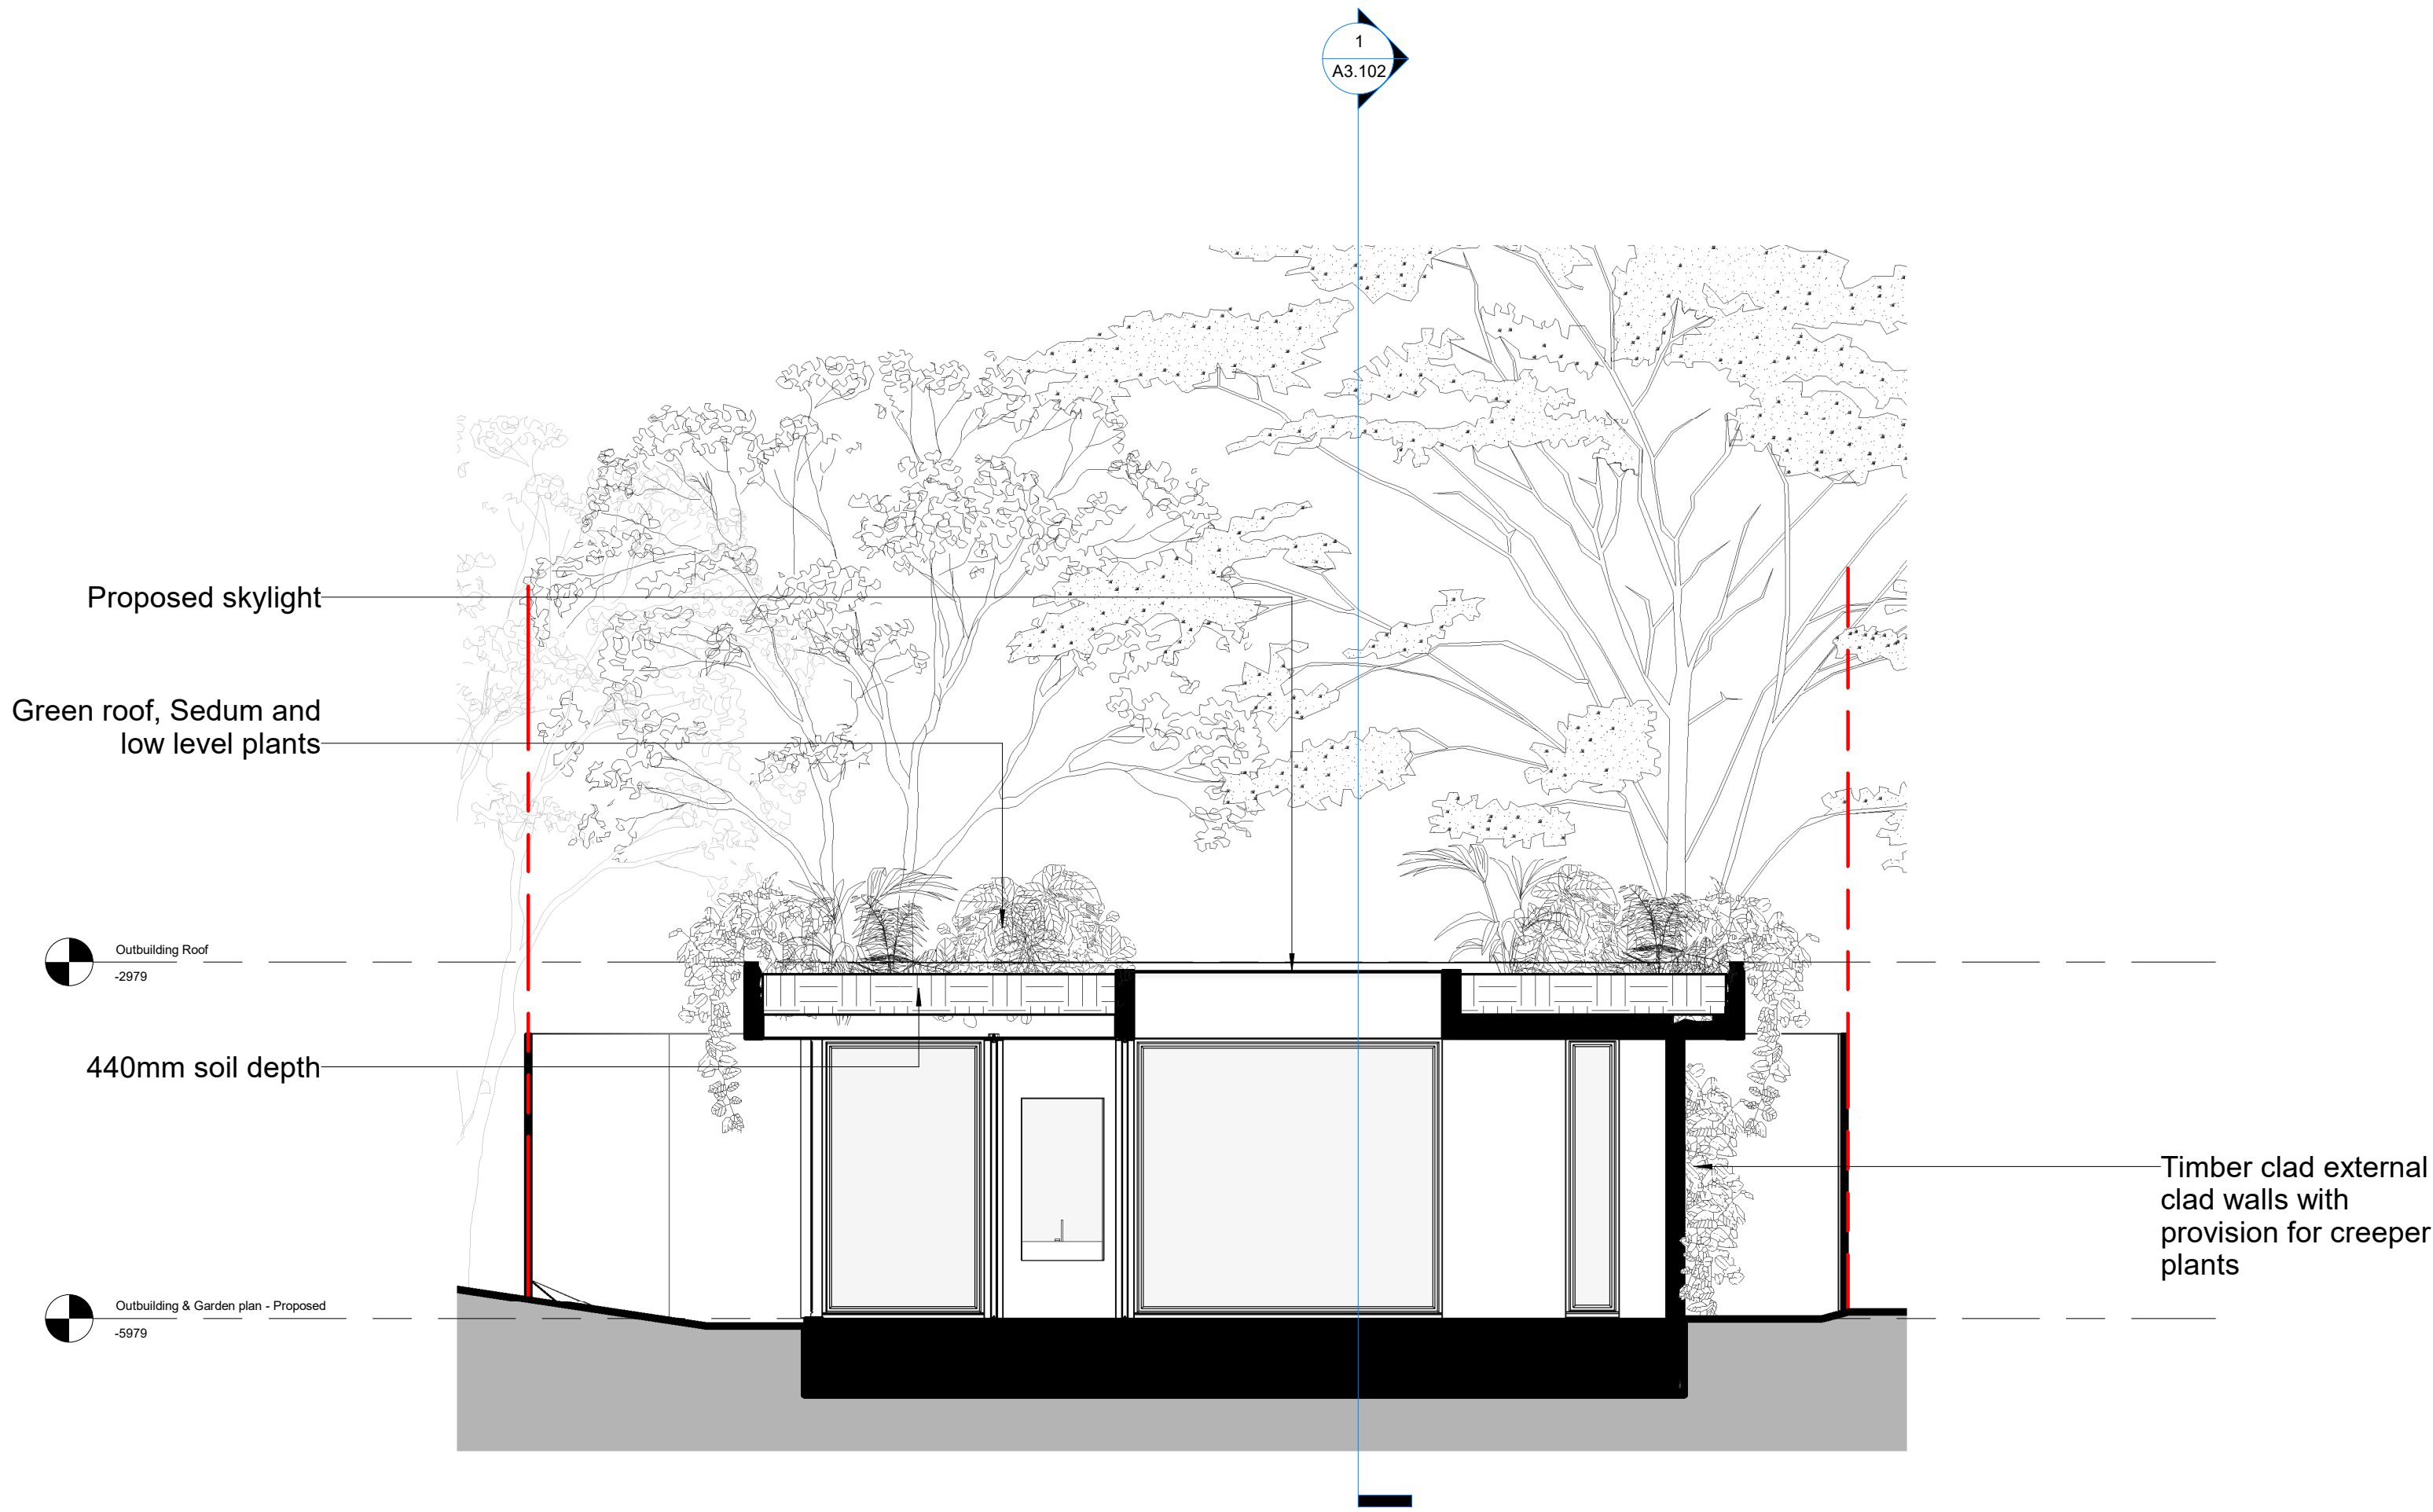 1
A3.102
Proposed skylight
Green roof, Sedum and
low level plants
Outbuilding Roof
-2979
440mm soil depth
Timber clad external
clad walls with
provision for creeper
plants
Outbuilding & Garden plan - Proposed
-5979